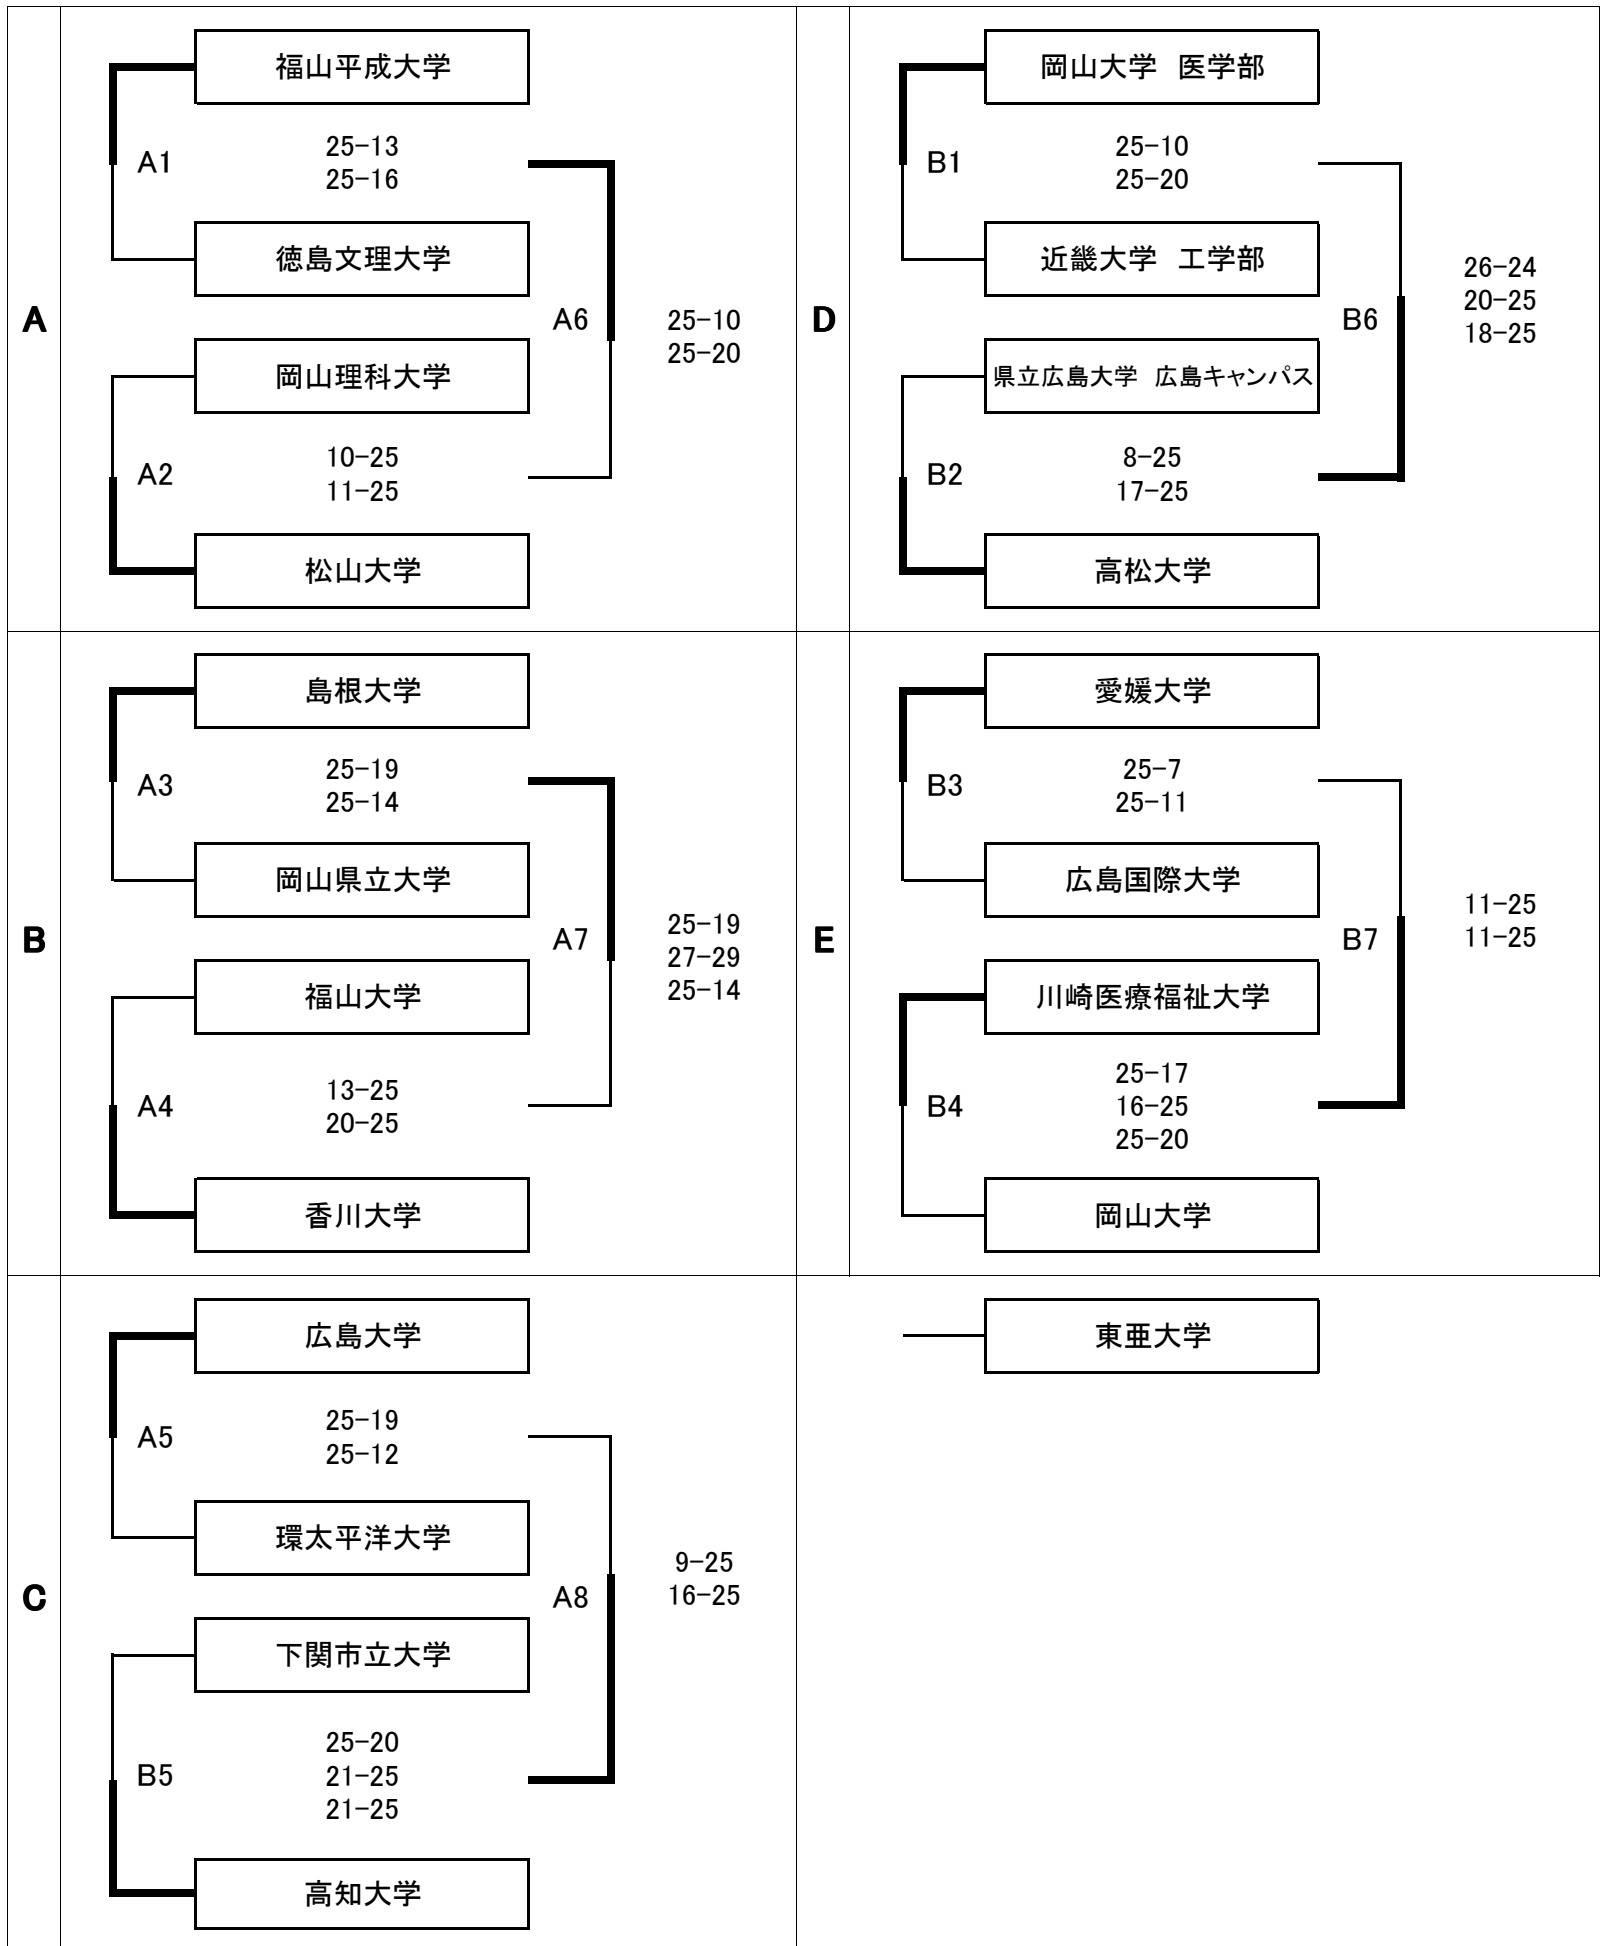 A
福山平成大学
A1
25-13
25-16
徳島文理大学
A6
25-10
25-20
岡山理科大学
A2
10-25
11-25
松山大学
B
島根大学
A3
25-19
25-14
岡山県立大学
A7
25-19
27-29
25-14
福山大学
A4
13-25
20-25
香川大学
C
広島大学
A5
25-19
25-12
環太平洋大学
A8
9-25
16-25
下関市立大学
B5
25-20
21-25
21-25
高知大学
D
岡山大学　医学部
B1
25-10
25-20
近畿大学　工学部
B6
26-24
20-25
18-25
県立広島大学　広島キャンパス
B2
8-25
17-25
高松大学
E
愛媛大学
B3
25-7
25-11
広島国際大学
B7
11-25
11-25
川崎医療福祉大学
B4
25-17
16-25
25-20
岡山大学
東亜大学